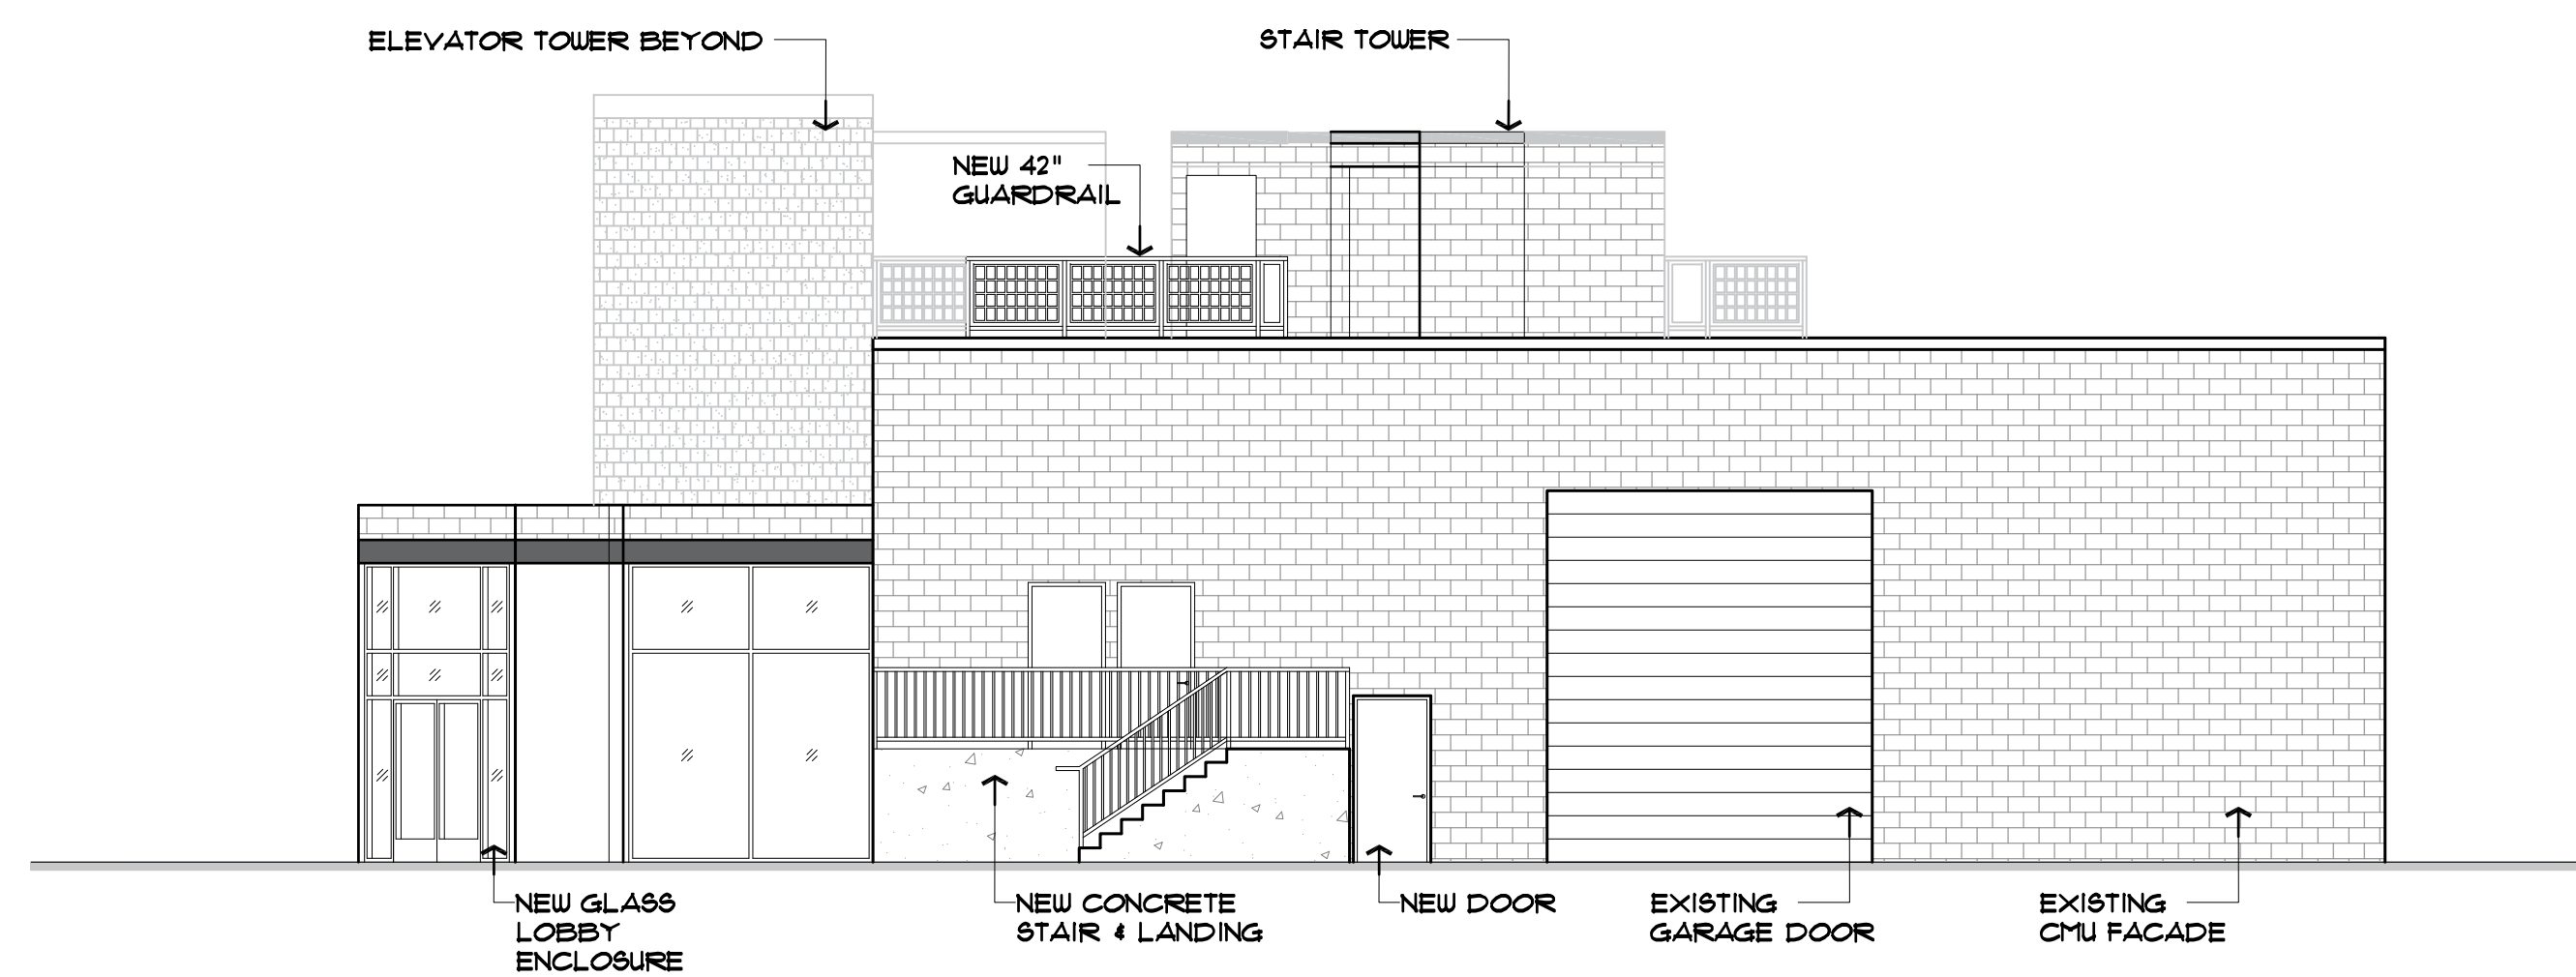 ELEVATOR TOWER BEYOND
STAIR TOWER
NEW 42"
GUARDRAIL
NEW GLASS
LOBBY
ENCLOSURE
NEW CONCRETE
STAIR & LANDING
NEW DOOR
EXISTING
GARAGE DOOR
EXISTING
CMU FACADE